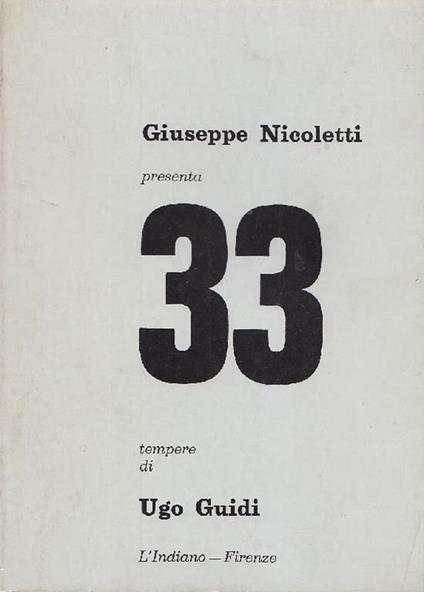 Giuseppe Nicoletti
presenta
33
tempere
di
Ugo Guidi
L'Indiano — Firenze